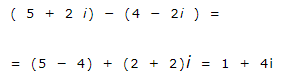 ( 5 + 2 i) − (4 − 2i ) =
= (5 − 4) + (2 + 2)i = 1 + 4i